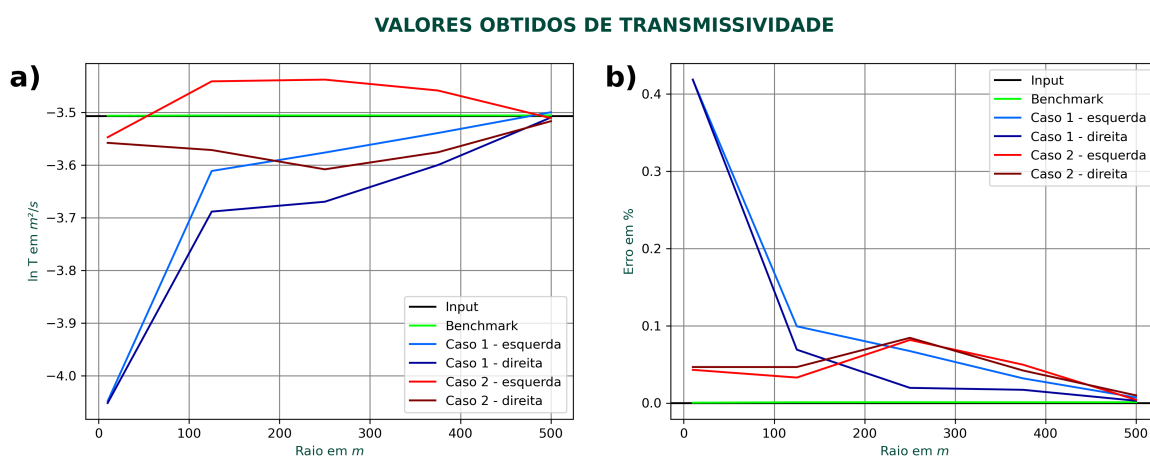 VALORES OBTIDOS DE TRANSMISSIVIDADE
a)
−3.5
−3.6
−3.7
−3.8
−3.9
−4.0
ln T em m²/s
0 100 200 300 400 500
Raio em m
Input
Benchmark
Caso 1 - esquerda
Caso 1 - direita
Caso 2 - esquerda
Caso 2 - direita
b)
0.4
0.3
0.2
0.1
0.0
Erro em %
0 100 200 300 400 500
Raio em m
Input
Benchmark
Caso 1 - esquerda
Caso 1 - direita
Caso 2 - esquerda
Caso 2 - direita